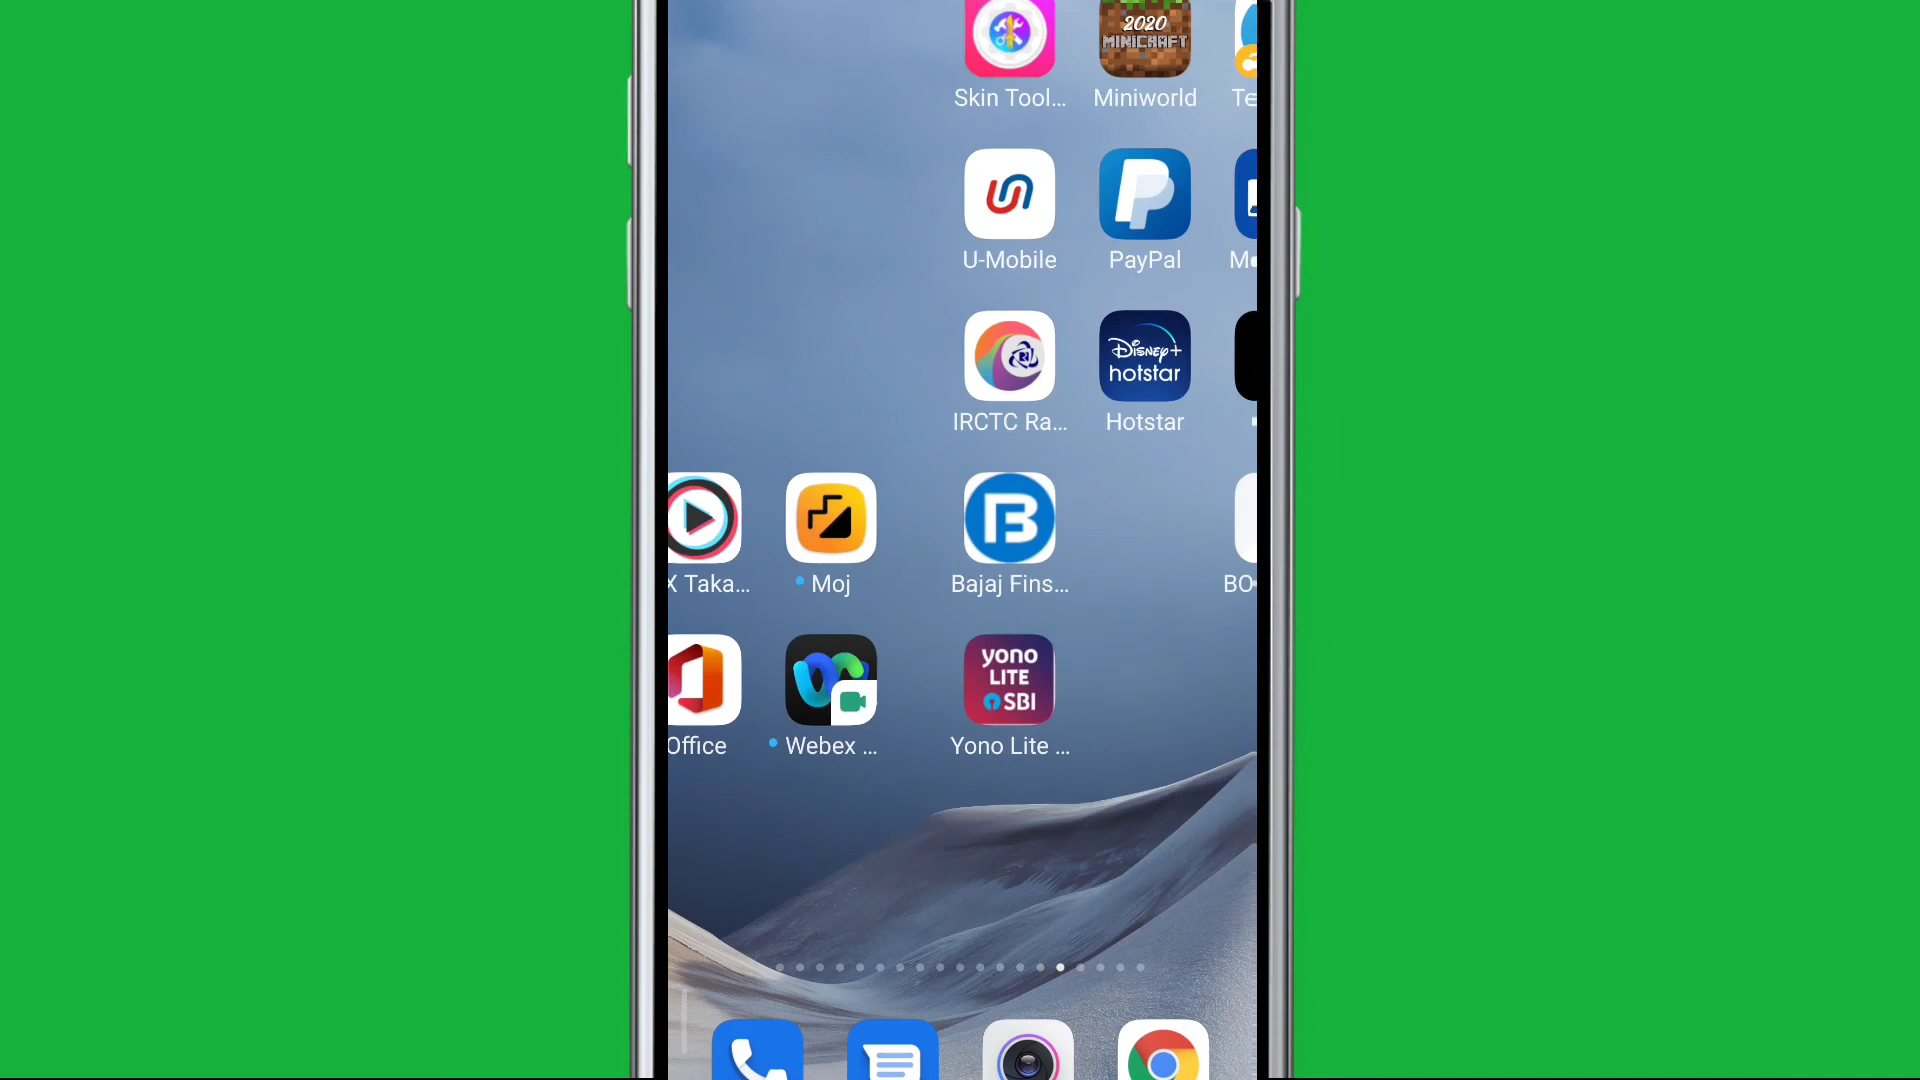 2020
MINICRAFT
Skin Tool...
Miniworld
Te
U-Mobile
PayPal
M
Disney+
hotstar
IRCTC Ra...
Hotstar
X Taka...
Moj
Bajaj Fins...
BO
yono
LITE
SBI
Office
Webex ...
Yono Lite ...